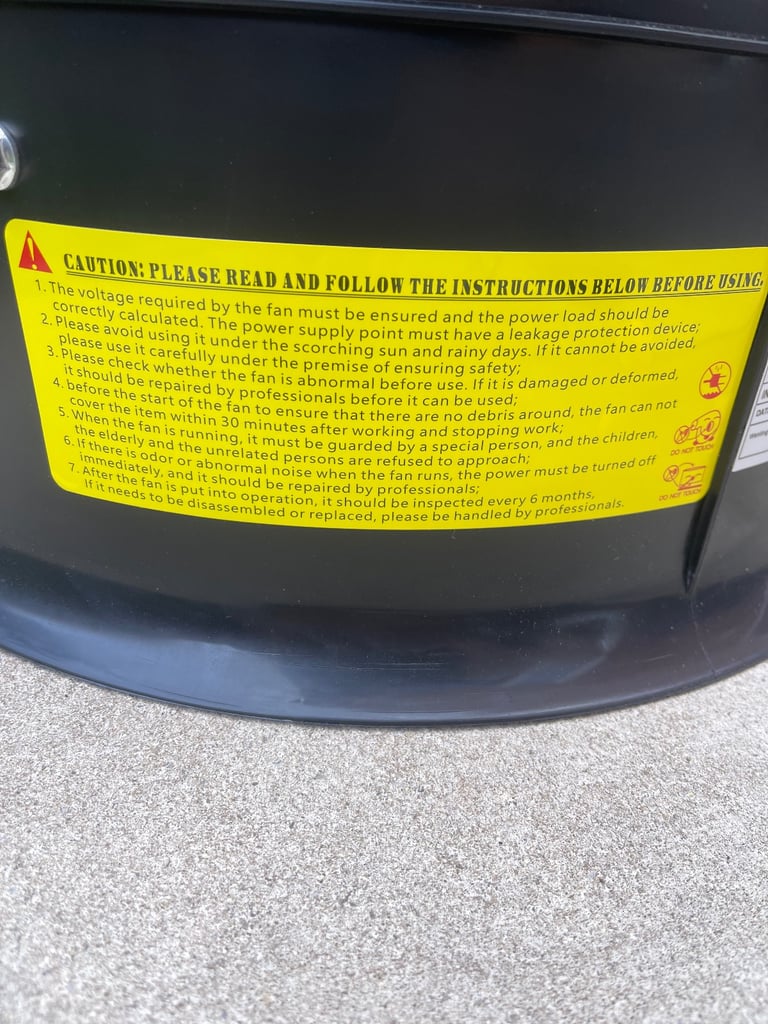 CAUTION: PLEASE READ AND FOLLOW THE INSTRUCTIONS BELOW BEFORE USING.
1. The voltage required by the fan must be ensured and the power load should be
correctly calculated. The power supply point must have a leakage protection device;
2. Please avoid using it under the scorching sun and rainy days. If it cannot be avoided,
please use it carefully under the premise of ensuring safety;
3. Please check whether the fan is abnormal before use. If it is damaged or deformed,
it should be repaired by professionals before it can be used;
4. before the start of the fan to ensure that there are no debris around, the fan can not
cover the item within 30 minutes after working and stopping work;
5. When the fan is running, it must be guarded by a special person, and the children,
the elderly and the unrelated persons are refused to approach;
6. If there is odor or abnormal noise when the fan runs, the power must be turned off
immediately, and it should be repaired by professionals;
7. After the fan is put into operation, it should be inspected every 6 months,
If it needs to be disassembled or replaced, please be handled by professionals.
DO NOT TOUCH
DO NOT TOUCH